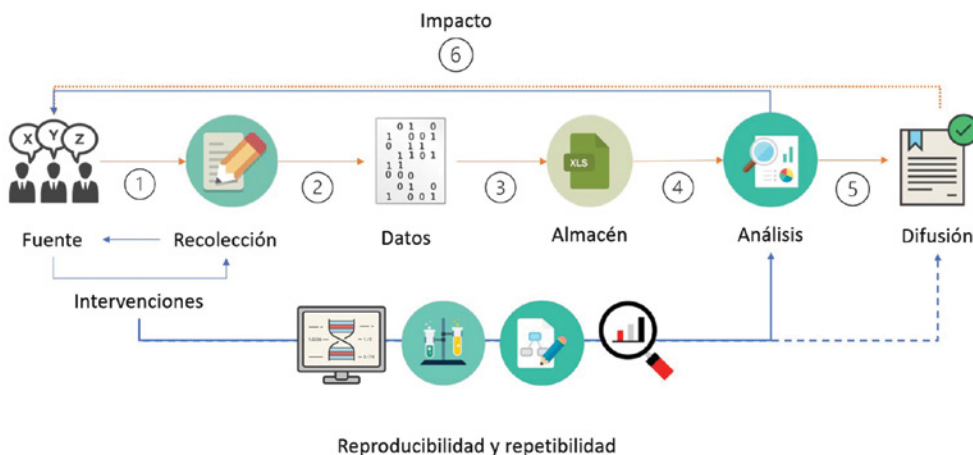 Impacto
6
X Y Z
1
2
0 1 0
1 0 0 1
0 1 1
1 1 0 1
1 1
0 0 0
0 0 1
1 0 0 1
3
XLS
4
5
Fuente
Recolección
Datos
Almacén
Análisis
Difusión
Intervenciones
Reproducibilidad y repetibilidad